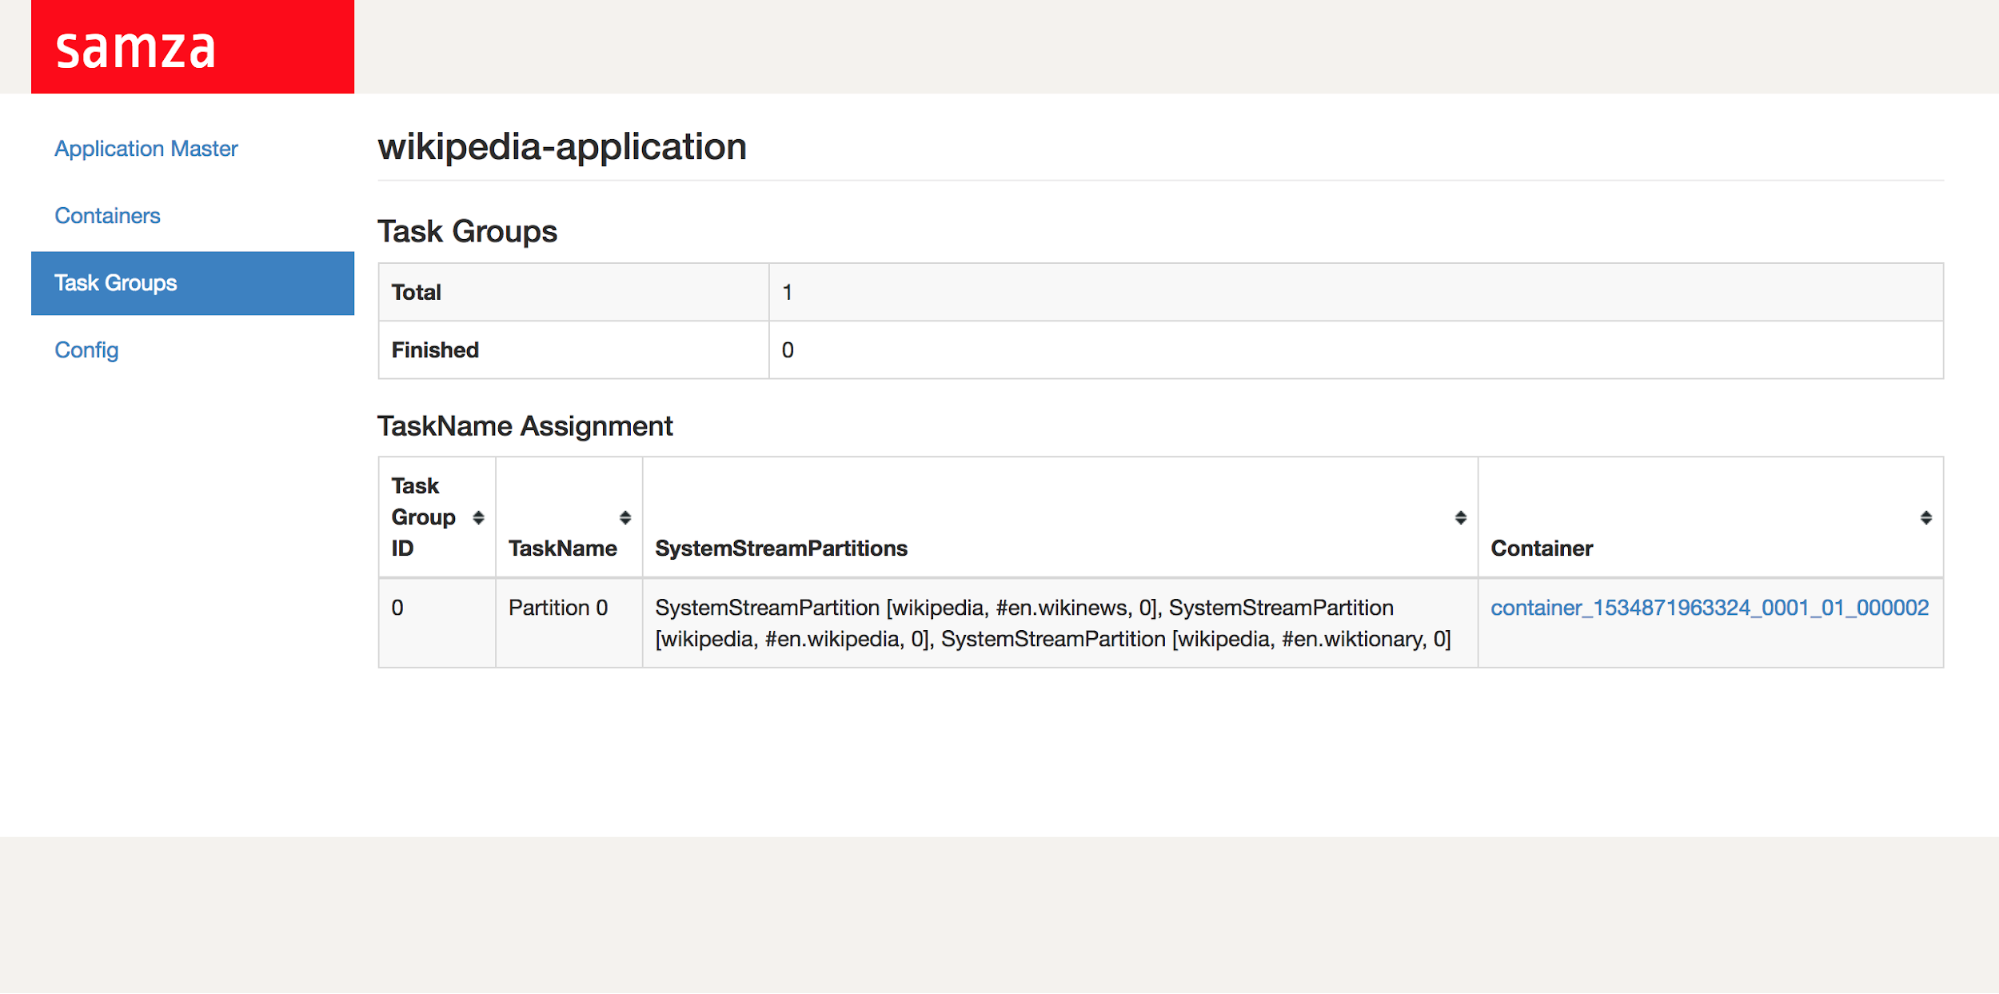 samza
Application Master
Containers
Task Groups
Config
wikipedia-application
Task Groups
Total 1
Finished 0
TaskName Assignment
Task
Group
ID
TaskName
SystemStreamPartitions
Container
0
Partition 0
SystemStreamPartition [wikipedia, #en.wikinews, 0], SystemStreamPartition
[wikipedia, #en.wikipedia, 0], SystemStreamPartition [wikipedia, #en.wiktionary, 0]
container_1534871963324_0001_01_000002